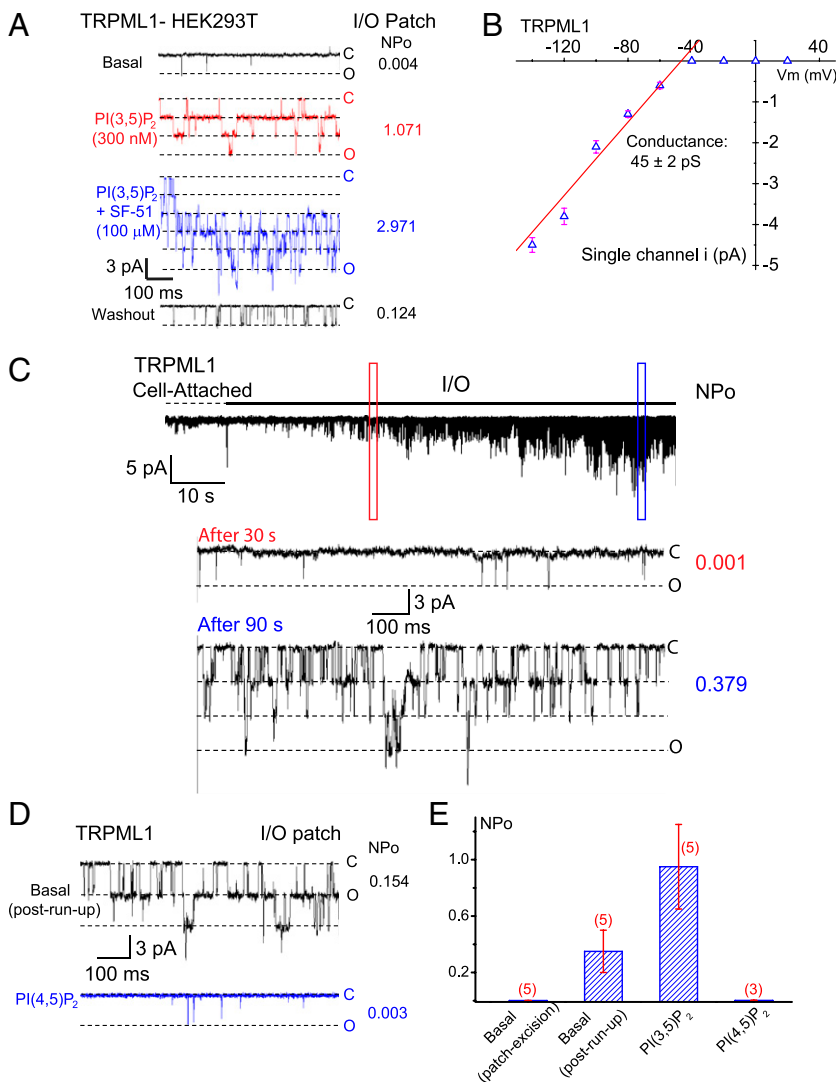 A
TRPML1- HEK293T
I/O Patch
NPo
Basal
C
O
0.004
PI(3,5)P₂
(300 nM)
C
O
1.071
PI(3,5)P₂
+ SF-51
(100 μM)
C
O
2.971
3 pA
100 ms
Washout
C
O
0.124
B
TRPML1
-120
-80
-40
0
40
Vm (mV)
-1
-2
-3
-4
-5
Conductance:
45 ± 2 pS
Single channel i (pA)
C
TRPML1
Cell-Attached
I/O
NPo
5 pA
10 s
After 30 s
C
O
0.001
3 pA
100 ms
After 90 s
C
O
0.379
D
TRPML1
I/O patch
NPo
Basal
(post-run-up)
C
O
0.154
3 pA
100 ms
PI(4,5)P₂
C
O
0.003
E
NPo
1.0
0.6
0.2
(5)
(5)
(5)
(3)
Basal
(patch-excision)
Basal
(post-run-up)
PI(3,5)P₂
PI(4,5)P₂